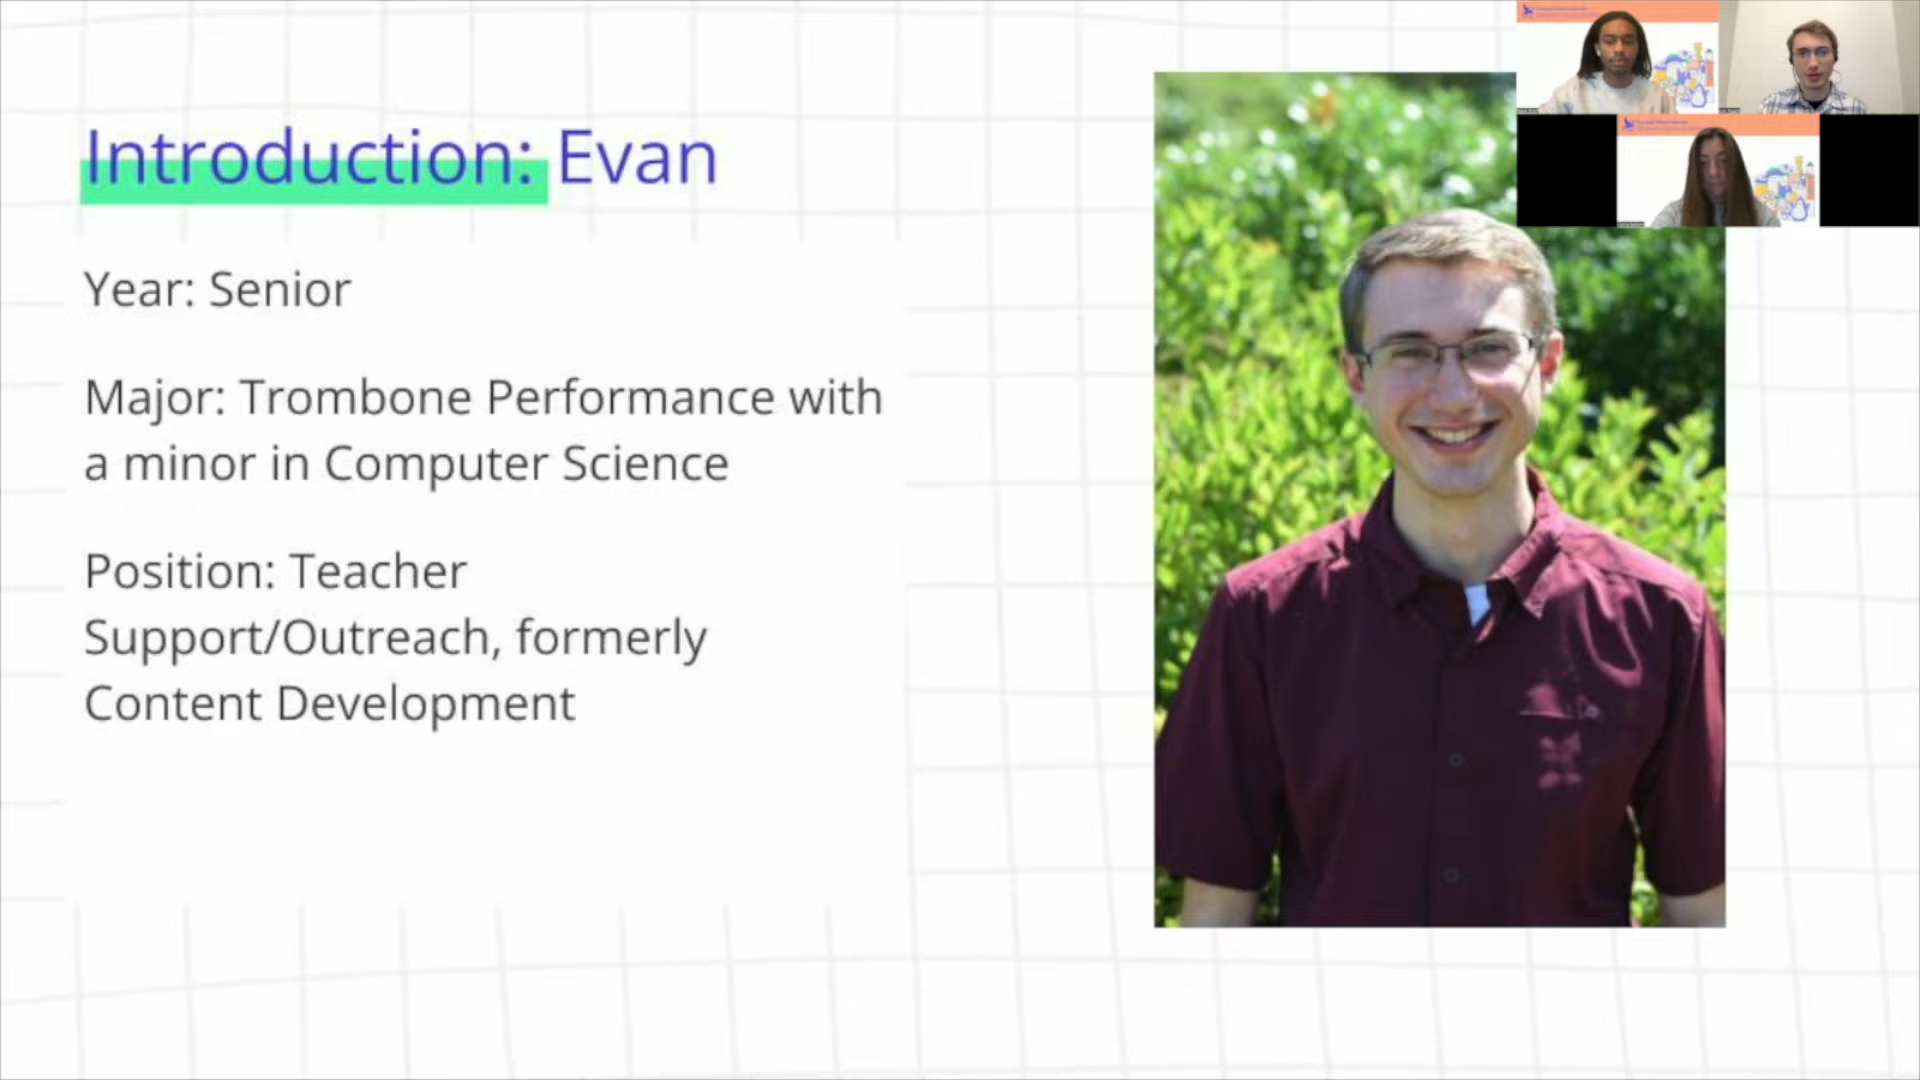 Introduction: Evan
Year: Senior
Major: Trombone Performance with
a minor in Computer Science
Position: Teacher
Support/Outreach, formerly
Content Development